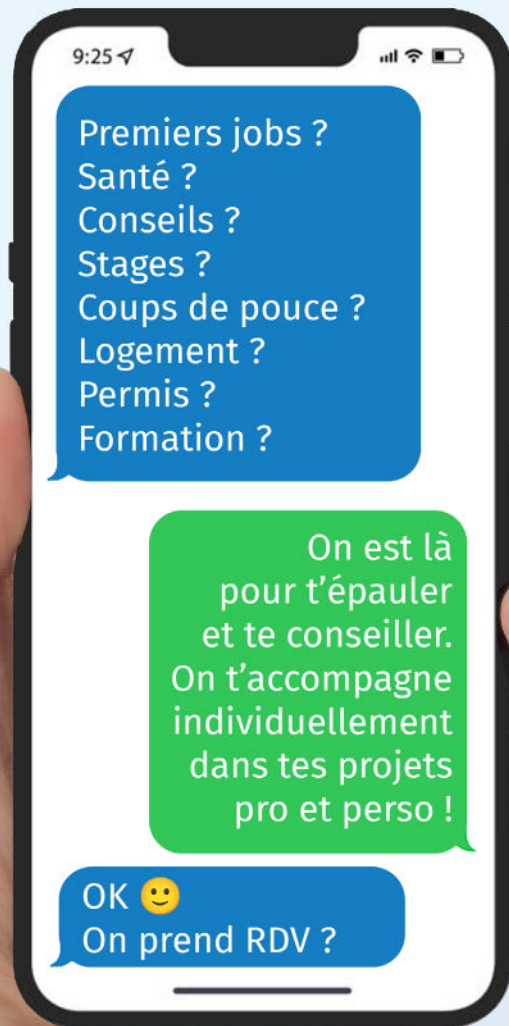 9:25
Premiers jobs ?
Santé ?
Conseils ?
Stages ?
Coups de pouce ?
Logement ?
Permis ?
Formation ?
On est là
pour t’épauler
et te conseiller.
On t’accompagne
individuellement
dans tes projets
pro et perso !
OK 🙂
On prend RDV ?